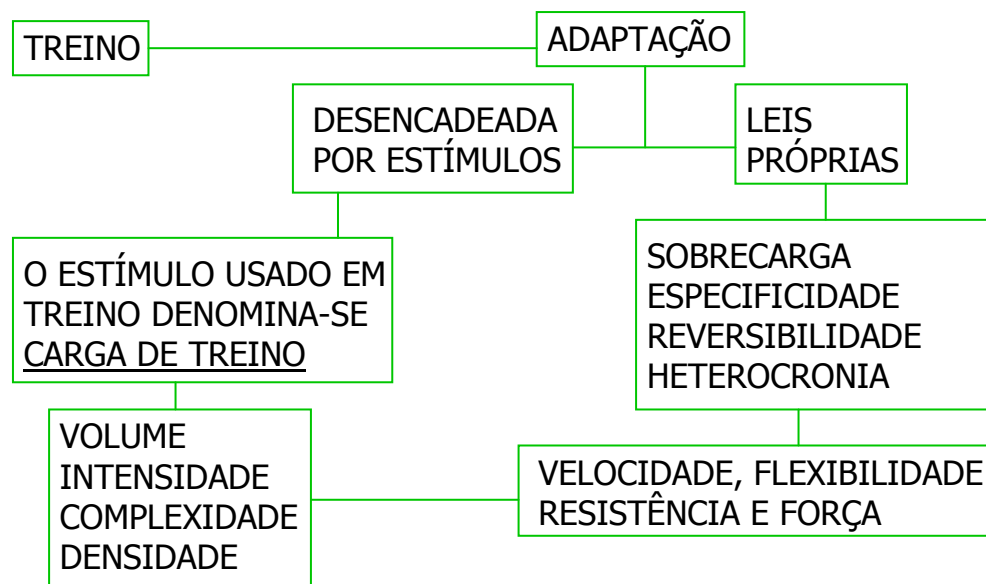 TREINO
ADAPTAÇÃO
DESENCADEADA
POR ESTÍMULOS
LEIS
PRÓPRIAS
O ESTÍMULO USADO EM
TREINO DENOMINA-SE
CARGA DE TREINO
SOBRECARGA
ESPECIFICIDADE
REVERSIBILIDADE
HETEROCRONIA
VOLUME
INTENSIDADE
COMPLEXIDADE
DENSIDADE
VELOCIDADE, FLEXIBILIDADE
RESISTÊNCIA E FORÇA